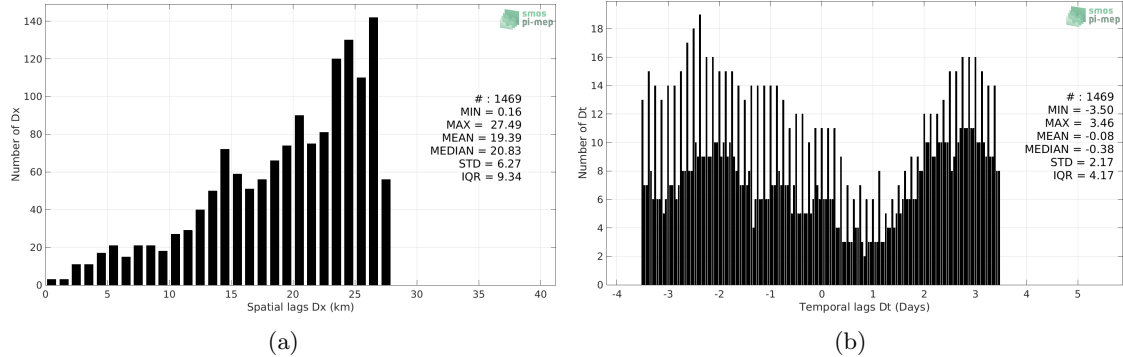 smos
pi-mep
140
120
100
80
60
40
20
0
Number of Dx
# : 1469
MIN = 0.16
MAX = 27.49
MEAN = 19.39
MEDIAN = 20.83
STD = 6.27
IQR = 9.34
0 5 10 15 20 25 30 35 40
Spatial lags Dx (km)
(a)
smos
pi-mep
18
16
14
12
10
8
6
4
2
0
Number of Dt
# : 1469
MIN = -3.50
MAX = 3.46
MEAN = -0.08
MEDIAN = -0.38
STD = 2.17
IQR = 4.17
-4 -3 -2 -1 0 1 2 3 4 5
Temporal lags Dt (Days)
(b)